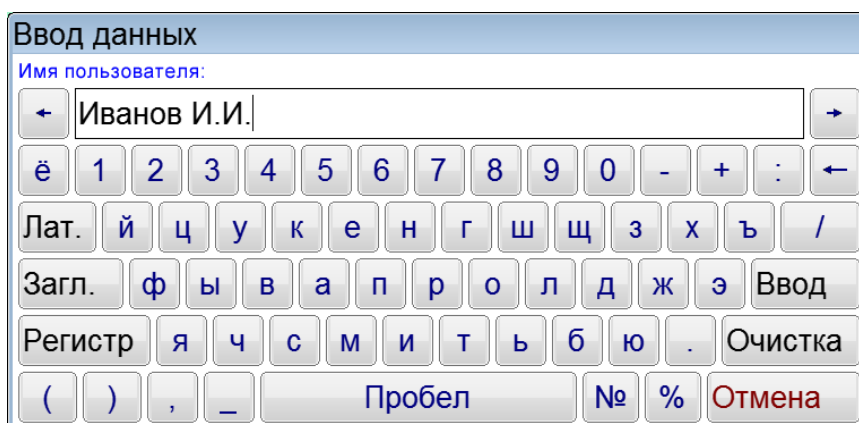 Ввод данных
Имя пользователя:
← Иванов И.И. →
ё 1 2 3 4 5 6 7 8 9 0 - + : ←
Лат. й ц у к е н г ш щ з х ъ /
Загл. ф ы в а п р о л д ж э Ввод
Регистр я ч с м и т ь б ю . Очистка
( ) , _ Пробел № % Отмена